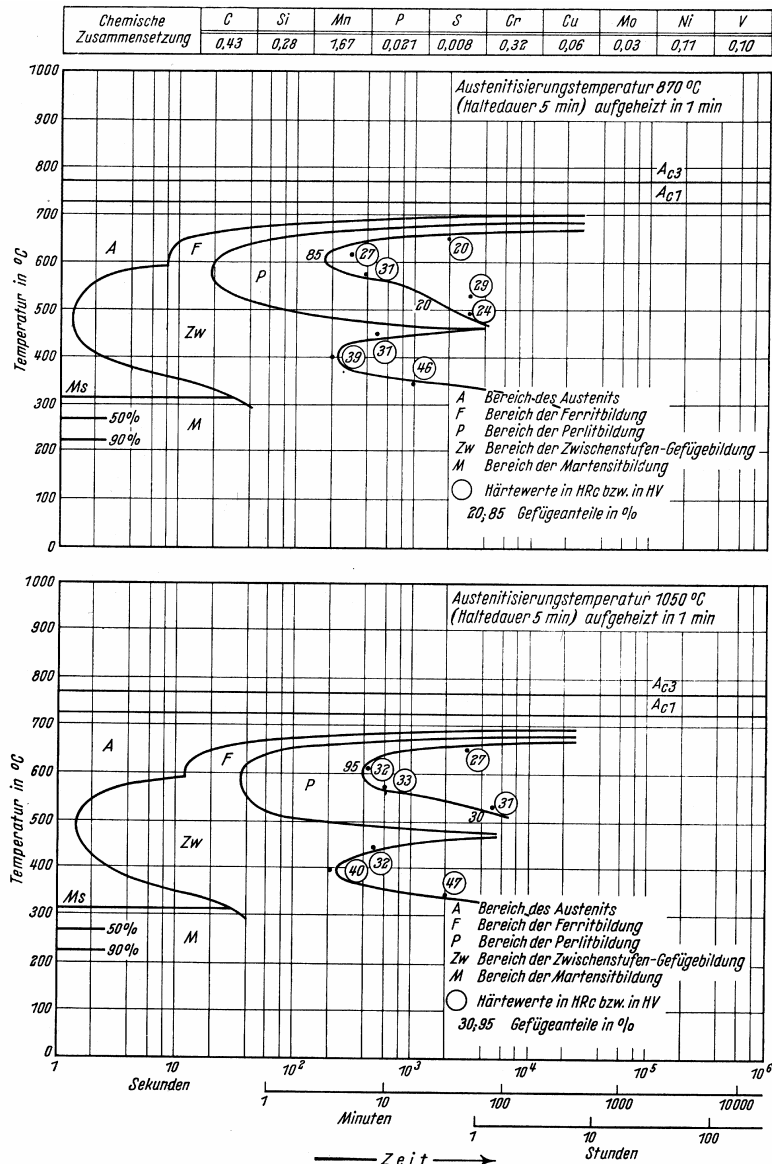 Chemische Zusammensetzung C Si Mn P S Cr Cu Mo Ni V
0,43 0,28 1,67 0,021 0,008 0,32 0,06 0,03 0,11 0,10
Temperatur in °C
1000
900
800
700
600
500
400
300
200
100
0
Austenitisierungstemperatur 870 °C
(Haltedauer 5 min) aufgeheizt in 1 min
Ac3
Ac1
A
F
P
Zw
M
85
27
20
31
29
20
24
39
31
46
Ms
50%
90%
A Bereich des Austenits
F Bereich der Ferritbildung
P Bereich der Perlitbildung
Zw Bereich der Zwischenstufen-Gefügebildung
M Bereich der Martensitbildung
Härtewerte in HRc bzw. in HV
20;85 Gefügeanteile in %
Temperatur in °C
1000
900
800
700
600
500
400
300
200
100
0
Austenitisierungstemperatur 1050 °C
(Haltedauer 5 min) aufgeheizt in 1 min
Ac3
Ac1
A
F
P
Zw
M
95
32
33
27
31
30
40
32
47
Ms
50%
90%
A Bereich des Austenits
F Bereich der Ferritbildung
P Bereich der Perlitbildung
Zw Bereich der Zwischenstufen-Gefügebildung
M Bereich der Martensitbildung
Härtewerte in HRc bzw. in HV
30;95 Gefügeanteile in %
1 10 10² 10³ 10⁴ 10⁵ 10⁶
Sekunden
1 10 100 1000 10000
Minuten
1 10 100
Stunden
Zeit